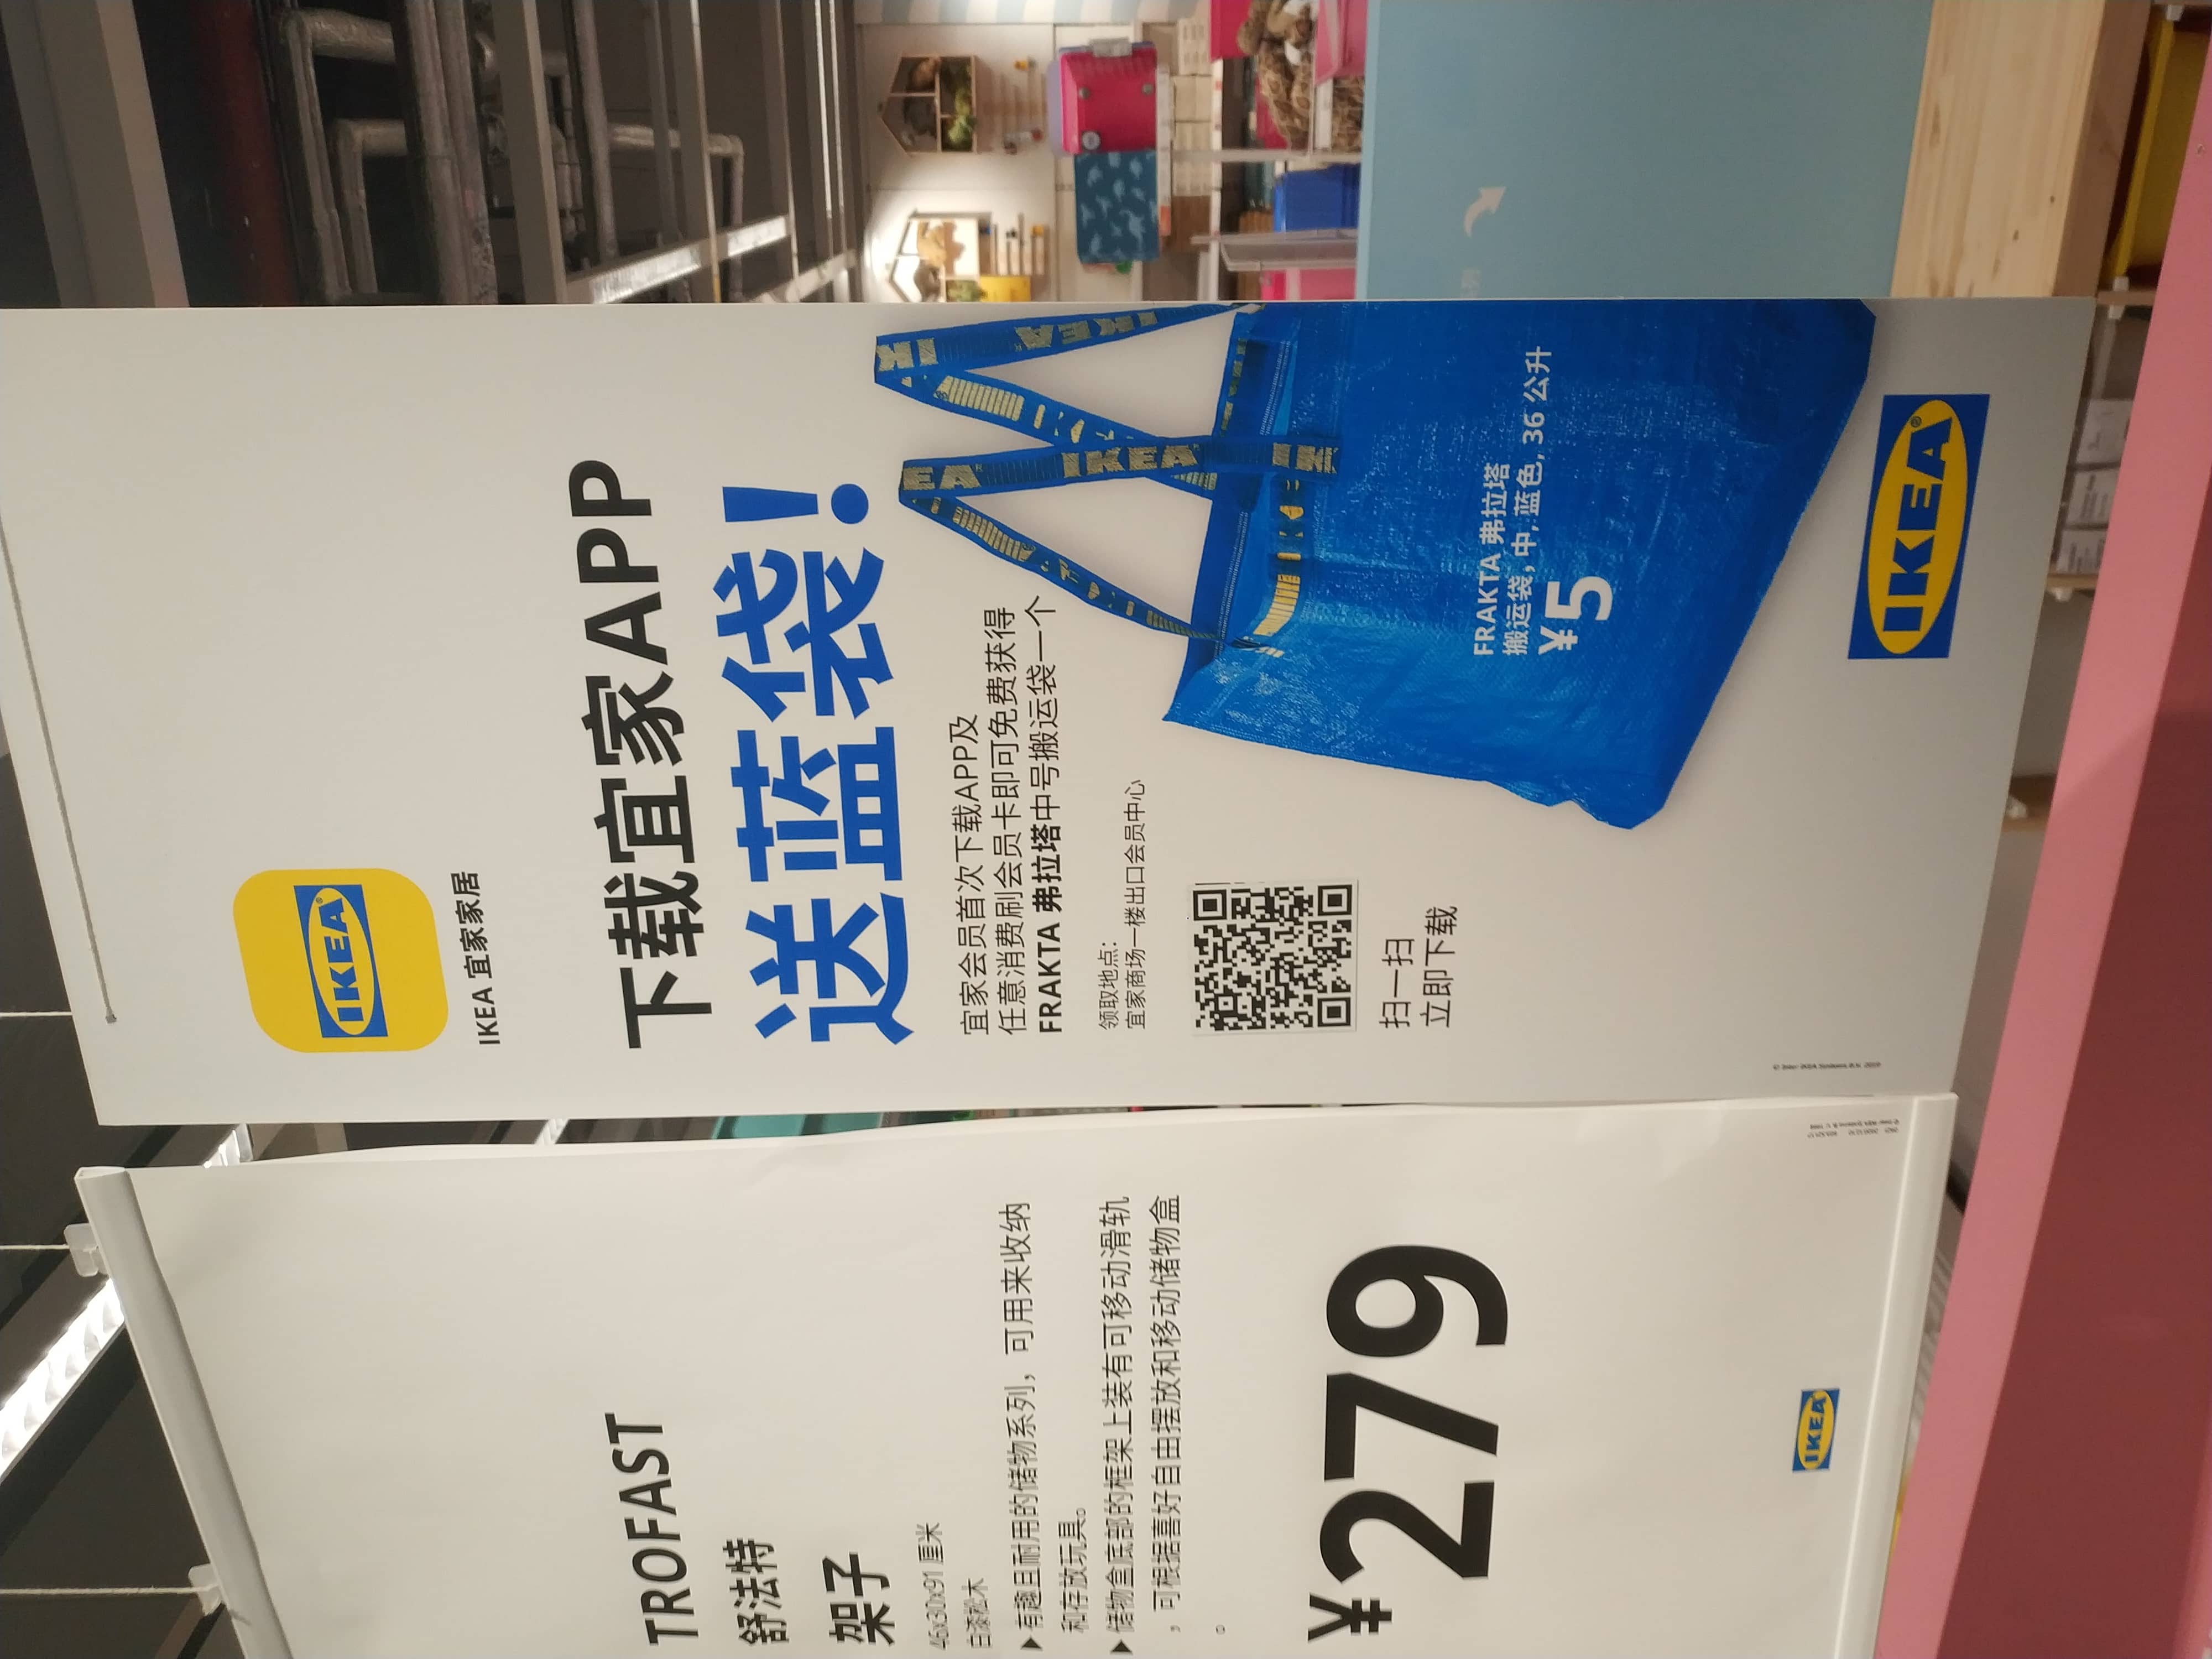 TROFAST
舒法特
架子
46x30x91 厘米
白漆松木
有趣且耐用的储物系列，可用来收纳
和存放玩具。
储物盒底部的框架上装有可移动滑轨
，可根据喜好自由摆放和移动储物盒
。
¥279
IKEA
IKEA
IKEA 宜家家居
下载宜家APP
送蓝袋！
宜家会员首次下载APP及
任意消费刷会员卡即可免费获得
FRAKTA 弗拉塔中号搬运袋一个
领取地点：
宜家商场一楼出口会员中心
扫一扫
立即下载
IKEA
IKEA
FRAKTA 弗拉塔
搬运袋, 中, 蓝色, 36 公升
¥5
IKEA